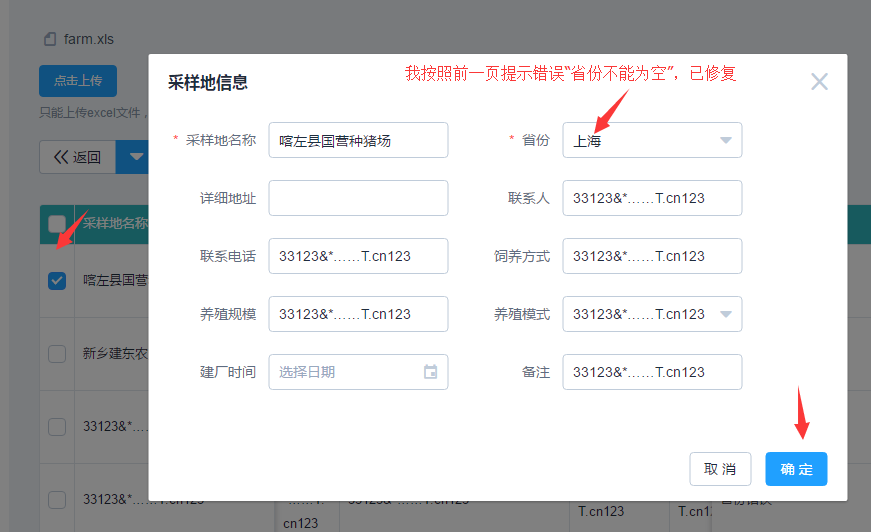 farm.xls
点击上传
只能上传excel文件，
返回
采样地名称
喀左县国营
新乡建东农
33123&*……
33123&*……T.cn123
cn123
T.cn123
采样地信息
我按照前一页提示错误“省份不能为空”，已修复
* 采样地名称 喀左县国营种猪场 * 省份 上海
详细地址 联系人 33123&*……T.cn123
联系电话 33123&*……T.cn123 饲养方式 33123&*……T.cn123
养殖规模 33123&*……T.cn123 养殖模式 33123&*……T.cn123
建厂时间 选择日期 备注 33123&*……T.cn123
取消 确定